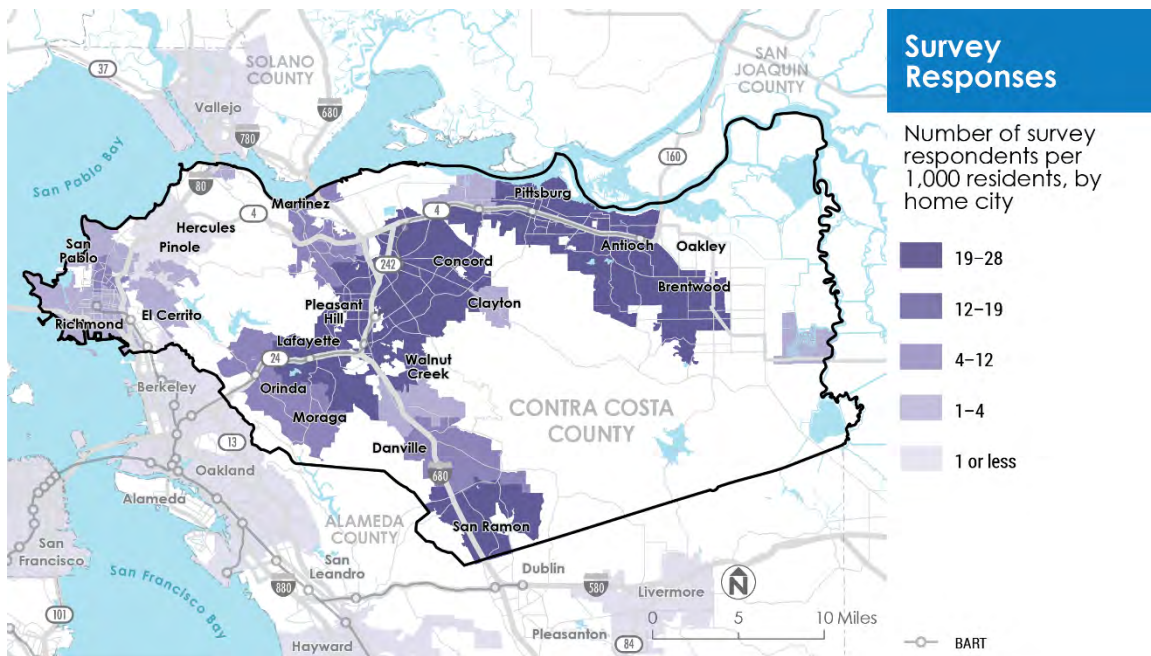 Survey
Responses
Number of survey
respondents per
1,000 residents, by
home city
19–28
12–19
4–12
1–4
1 or less
BART
37
SOLANO
COUNTY
Vallejo
680
780
SAN
JOAQUIN
COUNTY
160
San Pablo Bay
80
4
Martinez
Hercules
Pinole
San
Pablo
Richmond
El Cerrito
4
Pittsburg
Antioch
Oakley
Brentwood
242
Concord
Clayton
Pleasant
Hill
Lafayette
24
Walnut
Creek
Orinda
Moraga
Berkeley
13
CONTRA COSTA
COUNTY
Danville
680
Oakland
Alameda
ALAMEDA
COUNTY
San Ramon
San
Francisco
San Francisco Bay
San
Leandro
880
Dublin
580
Livermore
N
0 5 10 Miles
101
Hayward
Pleasanton
84